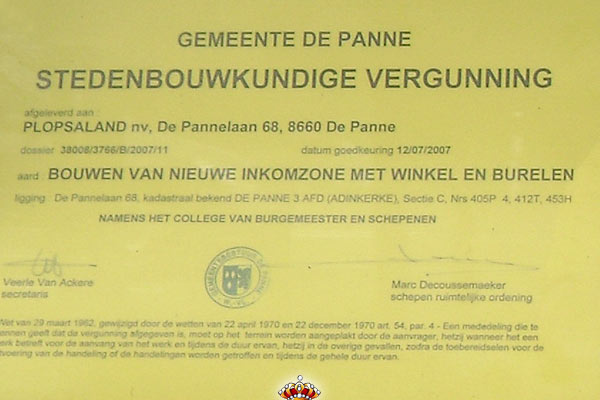 GEMEENTE DE PANNE
STEDENBOUWKUNDIGE VERGUNNING
afgeleverd aan :
PLOPSALAND nv, De Pannelaan 68, 8660 De Panne
dossier 38008/3766/B/2007/11 datum goedkeuring 12/07/2007
aard BOUWEN VAN NIEUWE INKOMZONE MET WINKEL EN BURELEN
ligging : De Pannelaan 68, kadastraal bekend DE PANNE 3 AFD (ADINKERKE), Sectie C, Nrs 405P 4, 412T, 453H
NAMENS HET COLLEGE VAN BURGEMEESTER EN SCHEPENEN
Veerle Van Ackere
secretaris
Marc Decoussemaeker
schepen ruimtelijke ordening
Wet van 29 maart 1962, gewijzigd door de wetten van 22 april 1970 en 22 december 1970 art. 54, par. 4 - Een mededeling die te
ennen geeft dat de vergunning afgegeven is, moet op het terrein worden aangeplakt door de aanvrager, hetzij wanneer het een
erk betreft voor de aanvang van het werk en tijdens de duur ervan, hetzij in de overige gevallen, zodra de toebereidselen voor de
tvoering van de handeling of de handelingen worden getroffen en tijdens de gehele duur ervan.